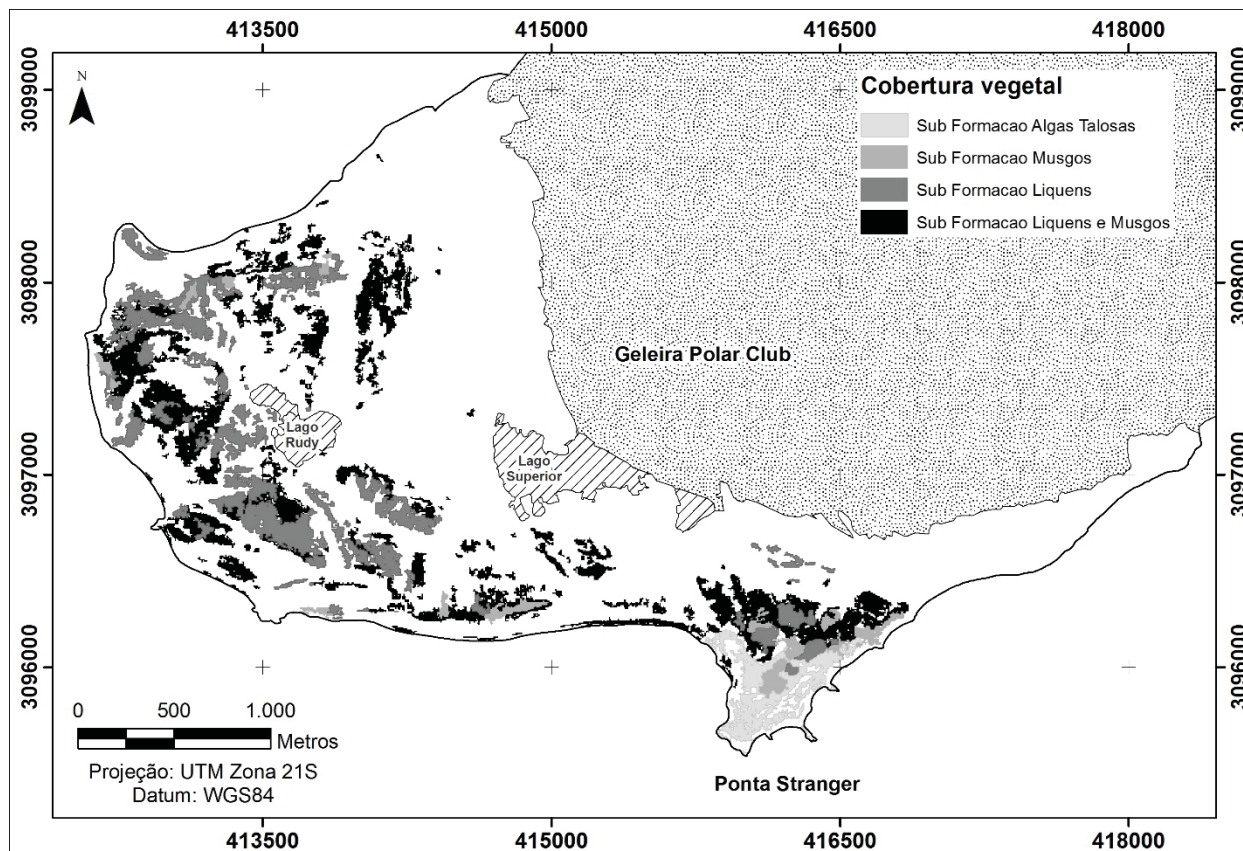 413500 415000 416500 418000
3099000 3099000
N
Cobertura vegetal
Sub Formacao Algas Talosas
Sub Formacao Musgos
Sub Formacao Liquens
Sub Formacao Liquens e Musgos
3098000 3098000
Geleira Polar Club
Lago
Rudy
Lago
Superior
3097000 3097000
3096000 3096000
0 500 1.000
Metros
Projeção: UTM Zona 21S
Datum: WGS84
Ponta Stranger
413500 415000 416500 418000